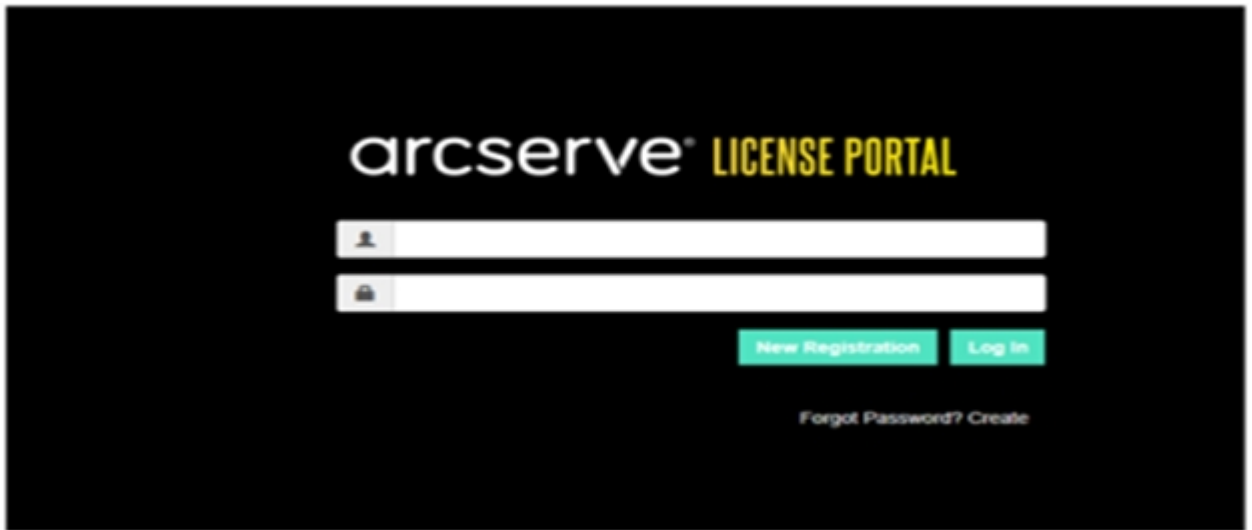 arcserve® LICENSE PORTAL
New Registration Log In
Forgot Password? Create